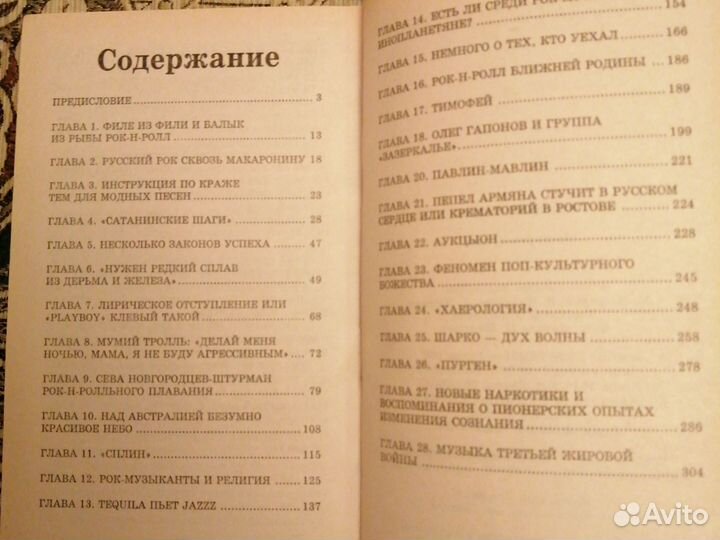 Содержание
ПРЕДИСЛОВИЕ 3
ГЛАВА 1. ФИЛЕ ИЗ ФИЛИ И БАЛЫК
ИЗ РЫБЫ РОК-Н-РОЛЛ 13
ГЛАВА 2. РУССКИЙ РОК СКВОЗЬ МАКАРОНИНУ 18
ГЛАВА 3. ИНСТРУКЦИЯ ПО КРАЖЕ
ТЕМ ДЛЯ МОДНЫХ ПЕСЕН 23
ГЛАВА 4. «САТАНИНСКИЕ ШАГИ» 28
ГЛАВА 5. НЕСКОЛЬКО ЗАКОНОВ УСПЕХА 47
ГЛАВА 6. «НУЖЕН РЕДКИЙ СПЛАВ
ИЗ ДЕРЬМА И ЖЕЛЕЗА» 49
ГЛАВА 7. ЛИРИЧЕСКОЕ ОТСТУПЛЕНИЕ ИЛИ
«PLAYBOY» КЛЕВЫЙ ТАКОЙ 68
ГЛАВА 8. МУМИЙ ТРОЛЛЬ: «ДЕЛАЙ МЕНЯ
НОЧЬЮ, МАМА, Я НЕ БУДУ АГРЕССИВНЫМ» 72
ГЛАВА 9. СЕВА НОВГОРОДЦЕВ-ШТУРМАН
РОК-Н-РОЛЛЬНОГО ПЛАВАНИЯ 79
ГЛАВА 10. НАД АВСТРАЛИЕЙ БЕЗУМНО
КРАСИВОЕ НЕБО 108
ГЛАВА 11. «СПЛИН» 115
ГЛАВА 12. РОК-МУЗЫКАНТЫ И РЕЛИГИЯ 125
ГЛАВА 13. TEQUILA ПЬЕТ JAZZZ 137
ГЛАВА 14. ЕСТЬ ЛИ СРЕДИ
ИНОПЛАНЕТЯНЕ? 154
ГЛАВА 15. НЕМНОГО О ТЕХ, КТО УЕХАЛ 166
ГЛАВА 16. РОК-Н-РОЛЛ БЛИЖНЕЙ РОДИНЫ 186
ГЛАВА 17. ТИМОФЕЙ 189
ГЛАВА 18. ОЛЕГ ГАПОНОВ И ГРУППА
«ЗАЗЕРКАЛЬЕ» 199
ГЛАВА 20. ПАВЛИН-МАВЛИН 221
ГЛАВА 21. ПЕПЕЛ АРМЯНА СТУЧИТ В РУССКОМ
СЕРДЦЕ ИЛИ КРЕМАТОРИЙ В РОСТОВЕ 224
ГЛАВА 22. АУКЦЫОН 228
ГЛАВА 23. ФЕНОМЕН ПОП-КУЛЬТУРНОГО
БОЖЕСТВА 245
ГЛАВА 24. «ХАЕРОЛОГИЯ» 248
ГЛАВА 25. ШАРКО — ДУХ ВОЛНЫ 258
ГЛАВА 26. «ПУРГЕН» 278
ГЛАВА 27. НОВЫЕ НАРКОТИКИ И
ВОСПОМИНАНИЯ О ПИОНЕРСКИХ ОПЫТАХ
ИЗМЕНЕНИЯ СОЗНАНИЯ 286
ГЛАВА 28. МУЗЫКА ТРЕТЬЕЙ ЖИРОВОЙ
ВОЙНЫ 304
Avito